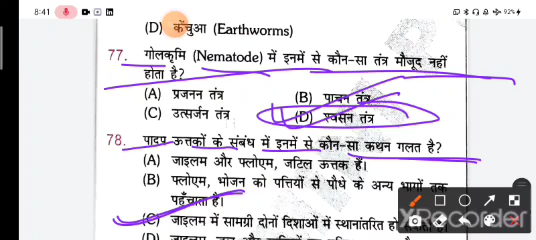 8:41
92%
(D) केंचुआ (Earthworms)
77. गोलकृमि (Nematode) में इनमें से कौन-सा तंत्र मौजूद नहीं
होता है?
(A) प्रजनन तंत्र
(B) पाचन तंत्र
(C) उत्सर्जन तंत्र
(D) श्वसन तंत्र
78. पादप ऊत्तकों के संबंध में इनमें से कौन-सा कथन गलत है?
(A) जाइलम और फ्लोएम, जटिल ऊत्तक हैं।
(B) फ्लोएम, भोजन को पत्तियों से पौधे के अन्य भागों तक
पहुँचाता है।
(C) जाइलम में सामग्री दोनों दिशाओं में स्थानांतरित हो